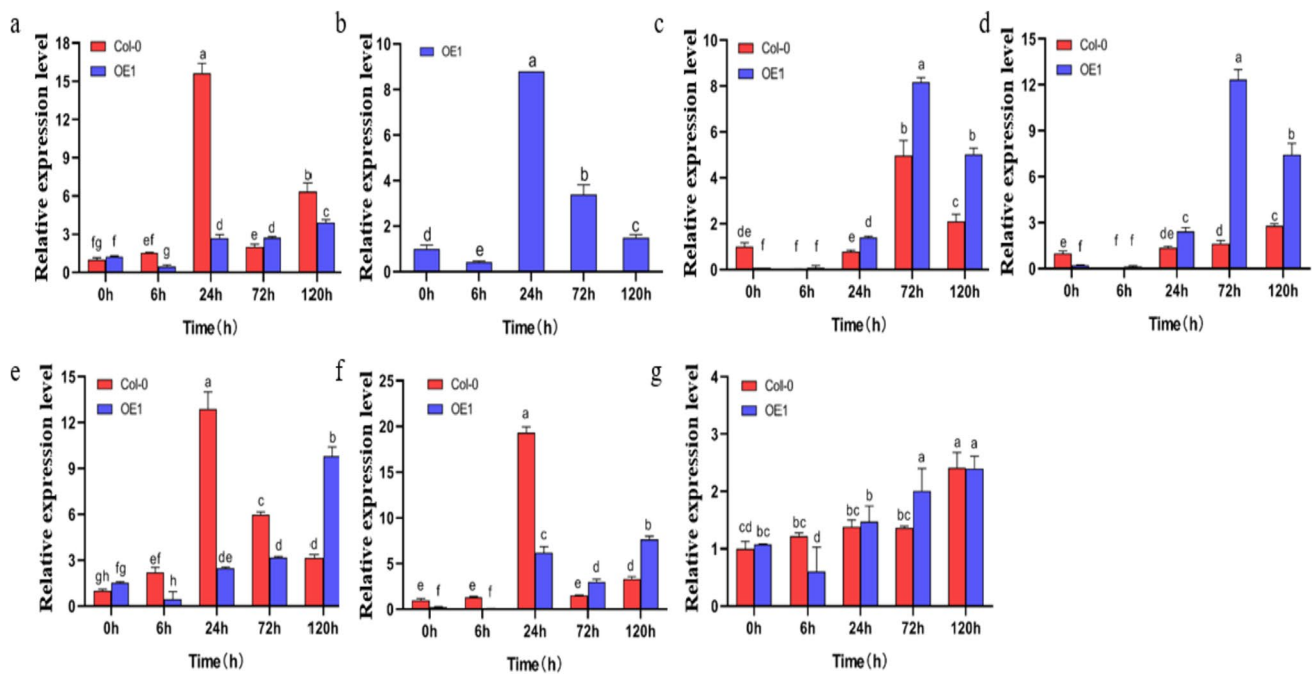 a
Relative expression level
18
15
12
9
6
3
0
Col-0
OE1
fg
f
ef
g
a
d
e
d
b
c
0h
6h
24h
72h
120h
Time(h)
b
Relative expression level
10
8
6
4
2
0
OE1
d
e
a
b
c
0h
6h
24h
72h
120h
Time(h)
c
Relative expression level
10
8
6
4
2
0
Col-0
OE1
de
f
f
f
e
d
b
a
c
b
0h
6h
24h
72h
120h
Time(h)
d
Relative expression level
15
12
9
6
3
0
Col-0
OE1
e
f
f
f
de
c
d
a
c
b
0h
6h
24h
72h
120h
Time(h)
e
Relative expression level
15
12
9
6
3
0
Col-0
OE1
gh
fg
ef
h
a
de
c
d
d
b
0h
6h
24h
72h
120h
Time(h)
f
Relative expression level
25
20
15
10
5
0
Col-0
OE1
e
f
e
f
a
c
e
d
d
b
0h
6h
24h
72h
120h
Time(h)
g
Relative expression level
4
3
2
1
0
Col-0
OE1
cd
bc
bc
d
bc
b
bc
a
a
a
0h
6h
24h
72h
120h
Time(h)